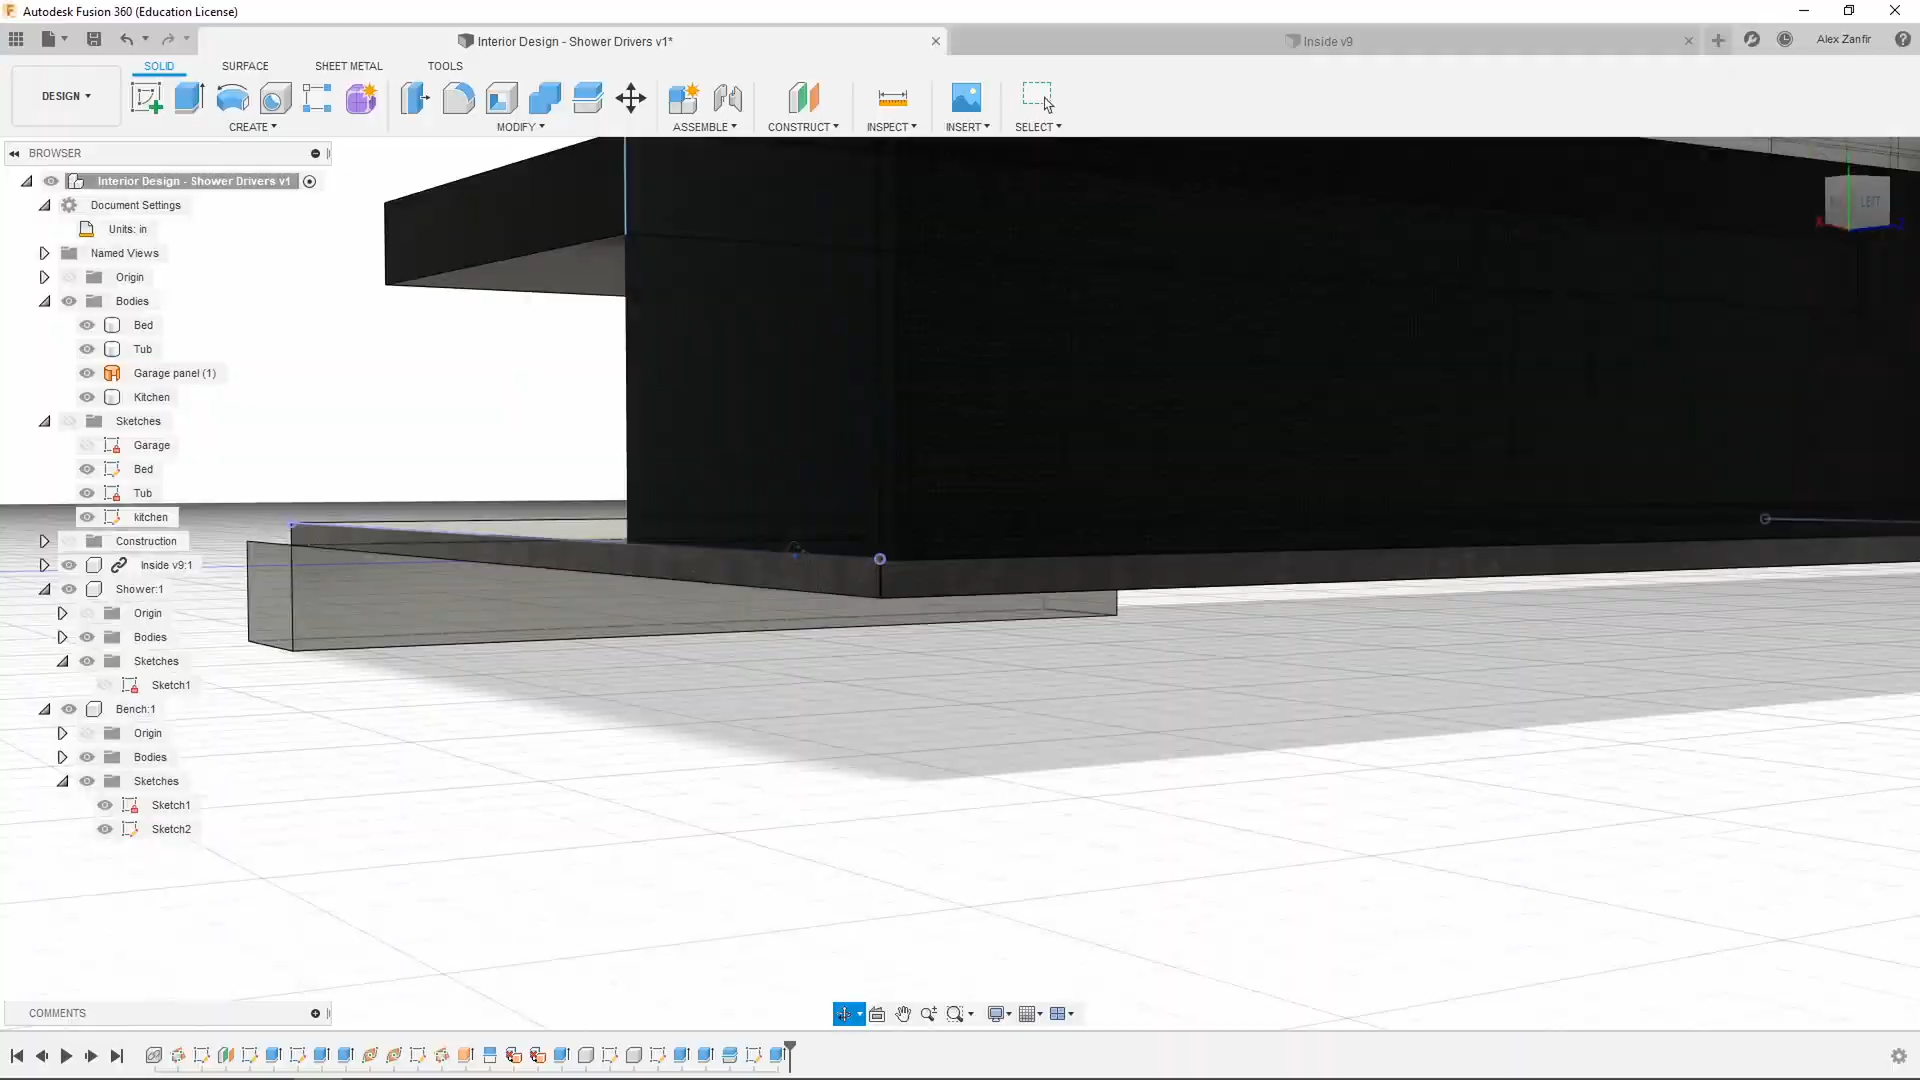 Autodesk Fusion 360 (Education License)
Interior Design - Shower Drivers v1*
Inside v9
Alex Zanfir
SOLID
SURFACE
SHEET METAL
TOOLS
DESIGN
CREATE
MODIFY
ASSEMBLE
CONSTRUCT
INSPECT
INSERT
SELECT
BROWSER
Interior Design - Shower Drivers v1
Document Settings
Units: in
Named Views
Origin
Bodies
Bed
Tub
Garage panel (1)
Kitchen
Sketches
Garage
Bed
Tub
kitchen
Construction
Inside v9:1
Shower:1
Origin
Bodies
Sketches
Sketch1
Bench:1
Origin
Bodies
Sketches
Sketch1
Sketch2
LEFT
X
COMMENTS